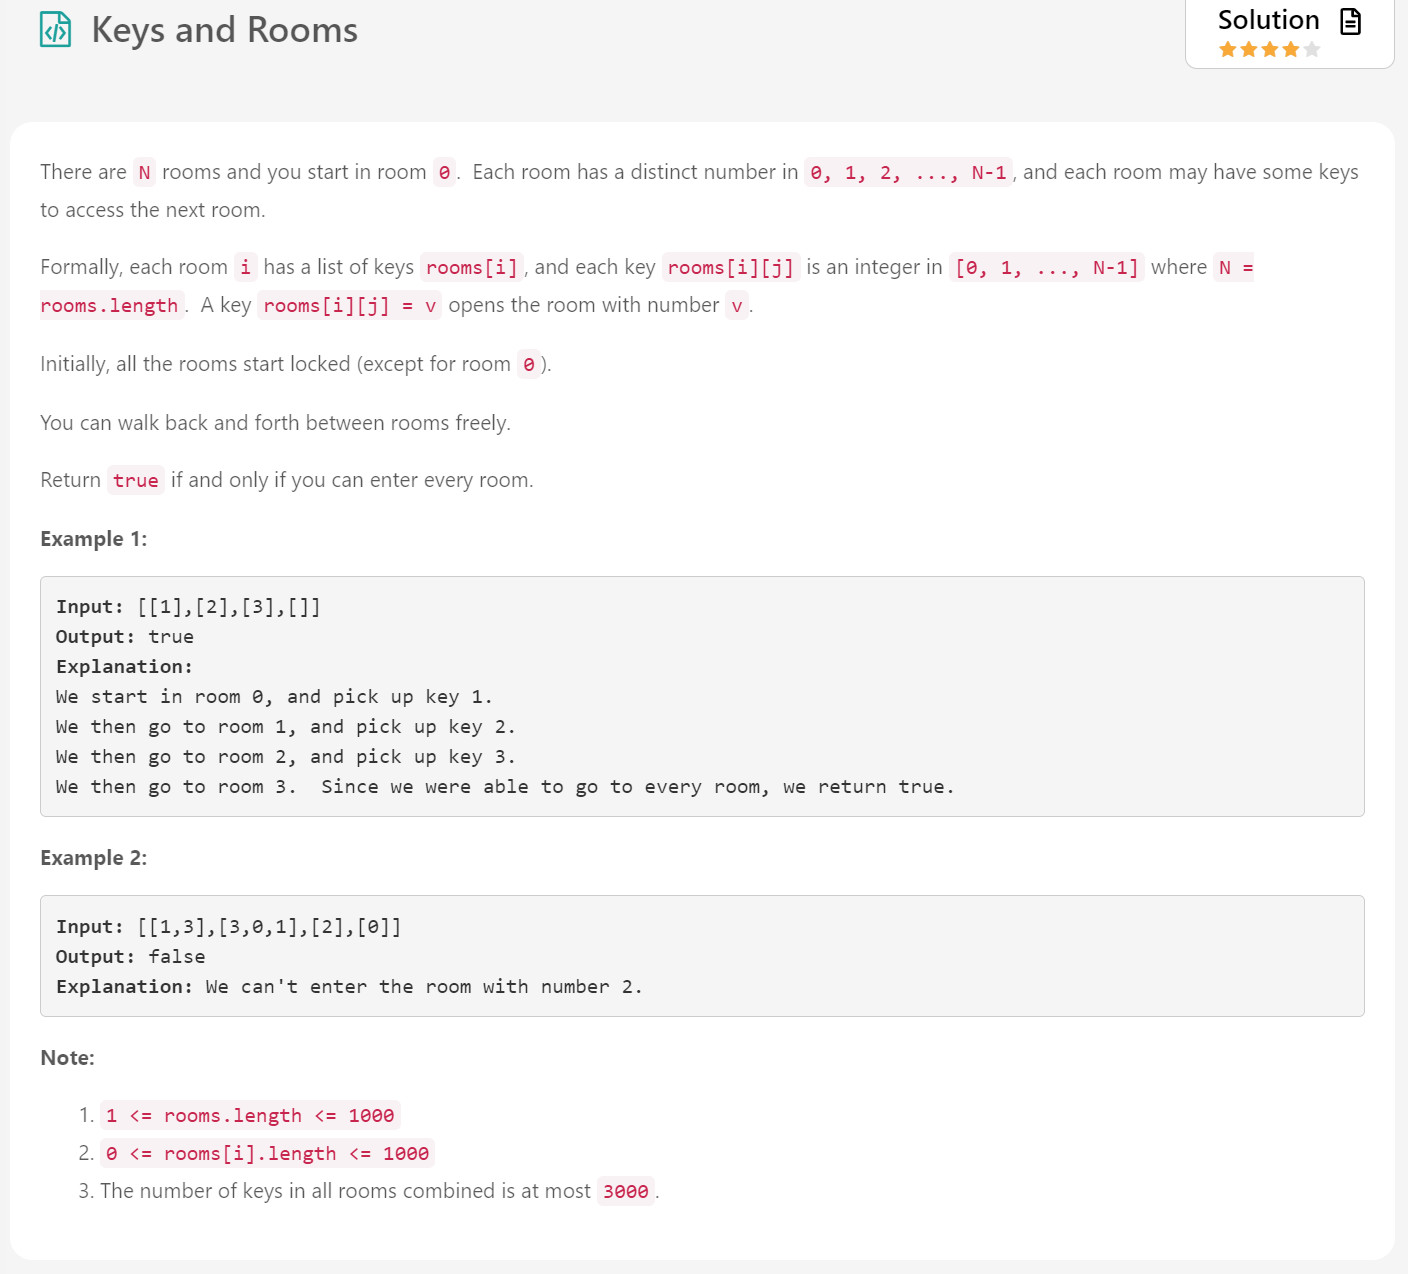 Keys and Rooms
Solution
There are N rooms and you start in room 0.  Each room has a distinct number in 0, 1, 2, ..., N-1, and each room may have some keys
to access the next room.
Formally, each room i has a list of keys rooms[i], and each key rooms[i][j] is an integer in [0, 1, ..., N-1] where N =
rooms.length.  A key rooms[i][j] = v opens the room with number v.
Initially, all the rooms start locked (except for room 0).
You can walk back and forth between rooms freely.
Return true if and only if you can enter every room.
Example 1:
Input: [[1],[2],[3],[]]
Output: true
Explanation:
We start in room 0, and pick up key 1.
We then go to room 1, and pick up key 2.
We then go to room 2, and pick up key 3.
We then go to room 3.  Since we were able to go to every room, we return true.
Example 2:
Input: [[1,3],[3,0,1],[2],[0]]
Output: false
Explanation: We can't enter the room with number 2.
Note:
1. 1 <= rooms.length <= 1000
2. 0 <= rooms[i].length <= 1000
3. The number of keys in all rooms combined is at most 3000.